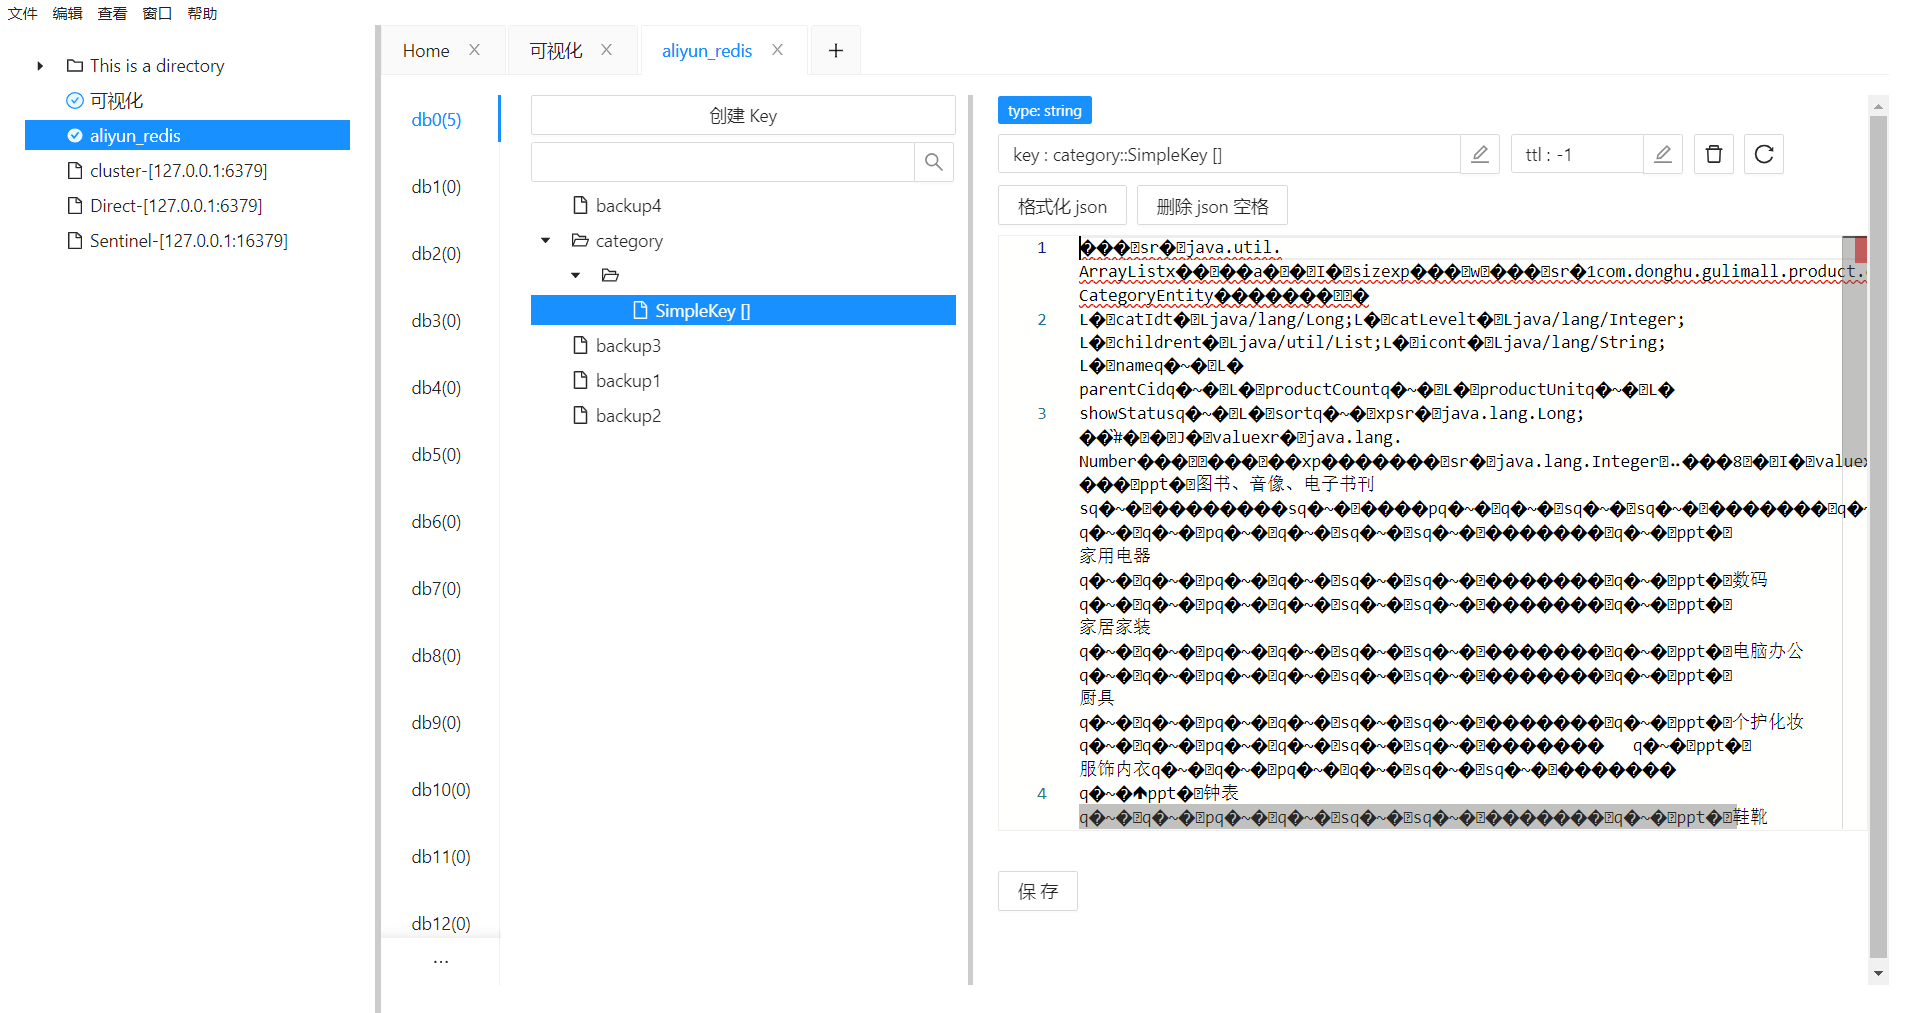 文件 编辑 查看 窗口 帮助
This is a directory
可视化
aliyun_redis
cluster-[127.0.0.1:6379]
Direct-[127.0.0.1:6379]
Sentinel-[127.0.0.1:16379]
Home 可视化 aliyun_redis
db0(5)
db1(0)
db2(0)
db3(0)
db4(0)
db5(0)
db6(0)
db7(0)
db8(0)
db9(0)
db10(0)
db11(0)
db12(0)
...
创建 Key
backup4
category
SimpleKey []
backup3
backup1
backup2
type: string
key : category::SimpleKey []
ttl : -1
格式化 json
删除 json 空格
1 ���sr�java.util.
ArrayListx�����a���I�sizexp���w���sr�1com.donghu.gulimall.product.
CategoryEntity��������
2 L�catIdt�Ljava/lang/Long;L�catLevelt�Ljava/lang/Integer;
L�childrent�Ljava/util/List;L�icont�Ljava/lang/String;
L�nameq�~�L�
parentCidq�~�L�productCountq�~�L�productUnitq�~�L�
3 showStatusq�~�L�sortq�~�xpsr�java.lang.Long;
��#��J�valuexr�java.lang.
Number��������xp�������sr�java.lang.Integer���8��I�value
���ppt�图书、音像、电子书刊
sq�~��������sq�~�����pq�~�q�~�sq�~�sq�~��������q�~
q�~�q�~�pq�~�q�~�sq�~�sq�~��������q�~�ppt�
家用电器
q�~�q�~�pq�~�q�~�sq�~�sq�~��������q�~�ppt�数码
q�~�q�~�pq�~�q�~�sq�~�sq�~��������q�~�ppt�
家居家装
q�~�q�~�pq�~�q�~�sq�~�sq�~��������q�~�ppt�电脑办公
q�~�q�~�pq�~�q�~�sq�~�sq�~��������q�~�ppt�
厨具
q�~�q�~�pq�~�q�~�sq�~�sq�~��������q�~�ppt�个护化妆
q�~�q�~�pq�~�q�~�sq�~�sq�~�������� q�~�ppt�
服饰内衣q�~�q�~�pq�~�q�~�sq�~�sq�~��������
4 q�~�ppt�钟表
q�~�q�~�pq�~�q�~�sq�~�sq�~��������q�~�ppt�鞋靴
保 存